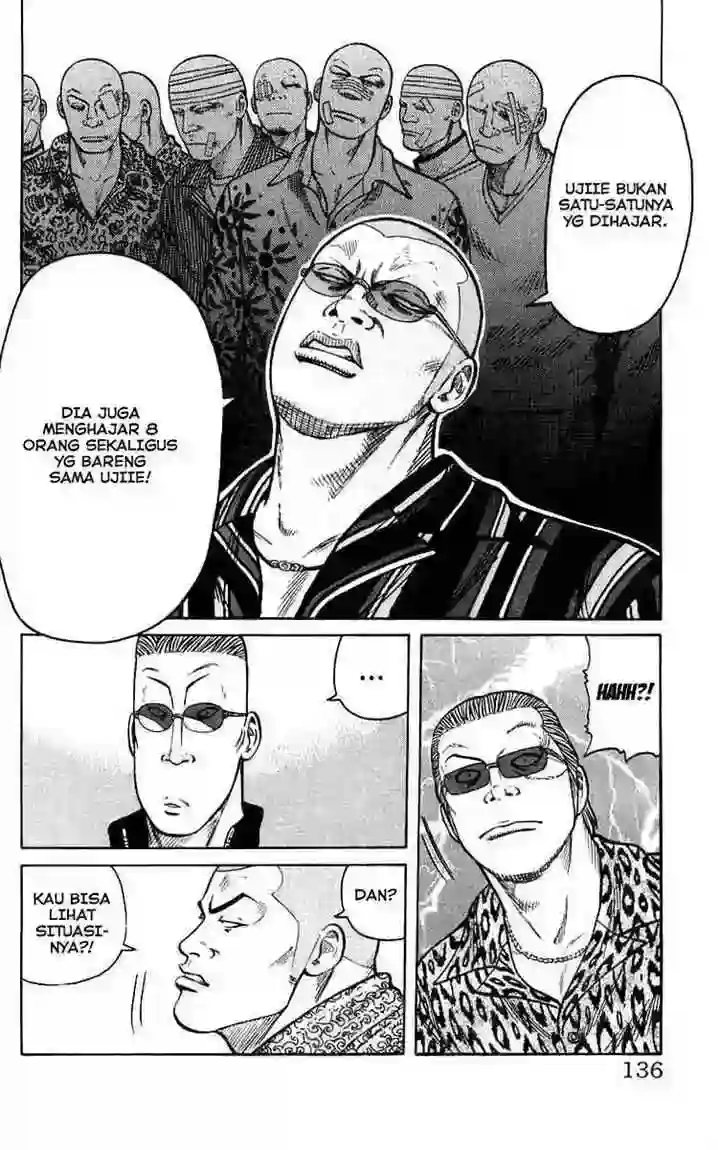 UJIIE BUKAN
SATU-SATUNYA
YG DIHAJAR.
DIA JUGA
MENGHAJAR 8
ORANG SEKALIGUS
YG BARENG
SAMA UJIIE!
HAHH?!
...
DAN?
KAU BISA
LIHAT
SITUASI-
NYA?!
136